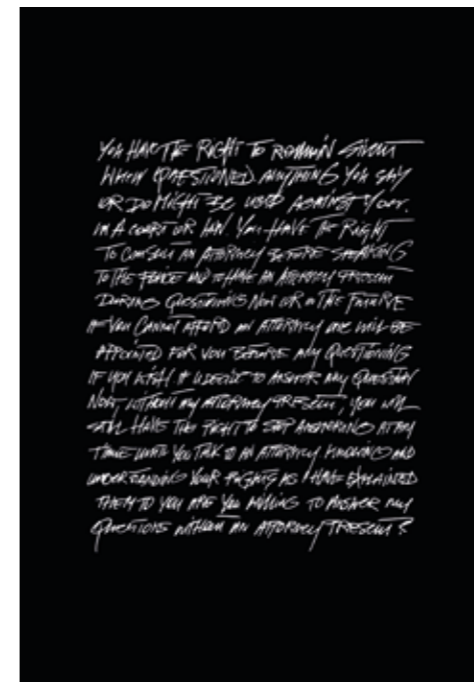 YOU HAVE THE RIGHT TO REMAIN SILENT
WHEN QUESTIONED ANYTHING YOU SAY
OR DO MIGHT BE USED AGAINST YOU.
IN A COURT OR LAW. YOU HAVE THE RIGHT
TO CONSULT AN ATTORNEY BEFORE SPEAKING
TO THE POLICE AND TO HAVE AN ATTORNEY PRESENT
DURING QUESTIONING NOW OR IN THE FUTURE
IF YOU CANNOT AFFORD AN ATTORNEY ONE WILL BE
APPOINTED FOR YOU BEFORE ANY QUESTIONING
IF YOU WISH IF U DECIDE TO ANSWER ANY QUESTION
NOW, WITHOUT ANY ATTORNEY PRESENT, YOU WILL
STILL HAVE THE RIGHT TO STOP ANSWERING AT ANY
TIME UNTIL YOU TALK TO AN ATTORNEY KNOWING AND
UNDERSTANDING YOUR RIGHTS AS I HAVE EXPLAINED
THEM TO YOU ARE YOU WILLING TO ANSWER MY
QUESTIONS WITHOUT AN ATTORNEY PRESENT?